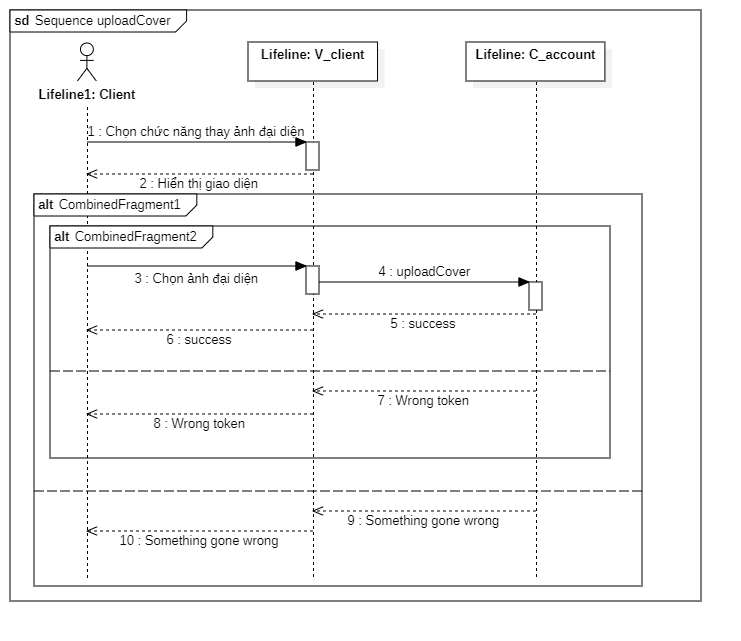 sd Sequence uploadCover
Lifeline: V_client
Lifeline: C_account
Lifeline1: Client
1 : Chọn chức năng thay ảnh đại diện
2 : Hiển thị giao diện
alt CombinedFragment1
alt CombinedFragment2
3 : Chọn ảnh đại diện
4 : uploadCover
5 : success
6 : success
7 : Wrong token
8 : Wrong token
9 : Something gone wrong
10 : Something gone wrong